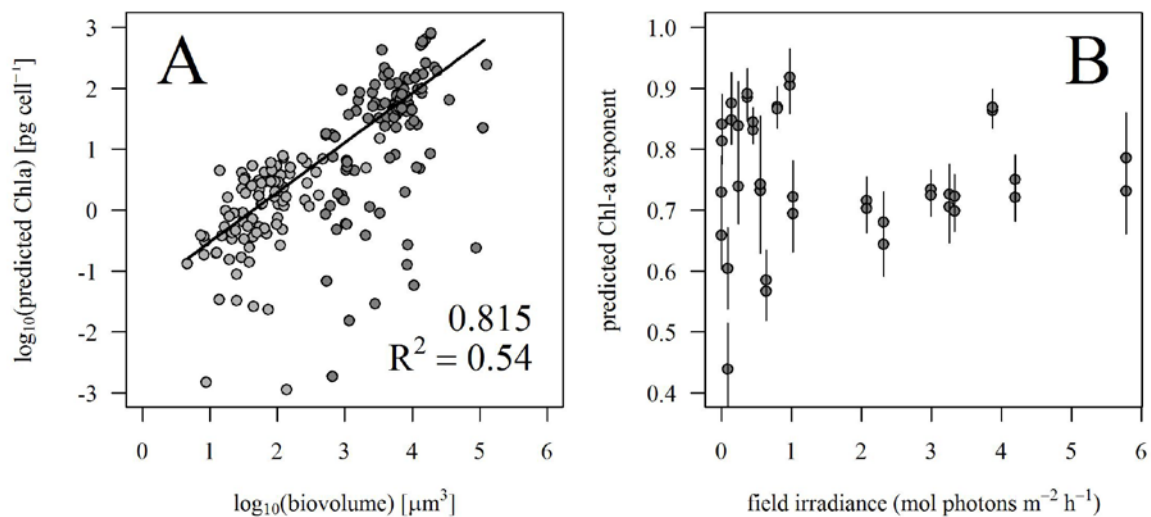 A
log₁₀(predicted Chla) [pg cell⁻¹]
3
2
1
0
-1
-2
-3
0.815
R² = 0.54
0 1 2 3 4 5 6
log₁₀(biovolume) [μm³]
B
predicted Chl-a exponent
1.0
0.9
0.8
0.7
0.6
0.5
0.4
0 1 2 3 4 5 6
field irradiance (mol photons m⁻² h⁻¹)